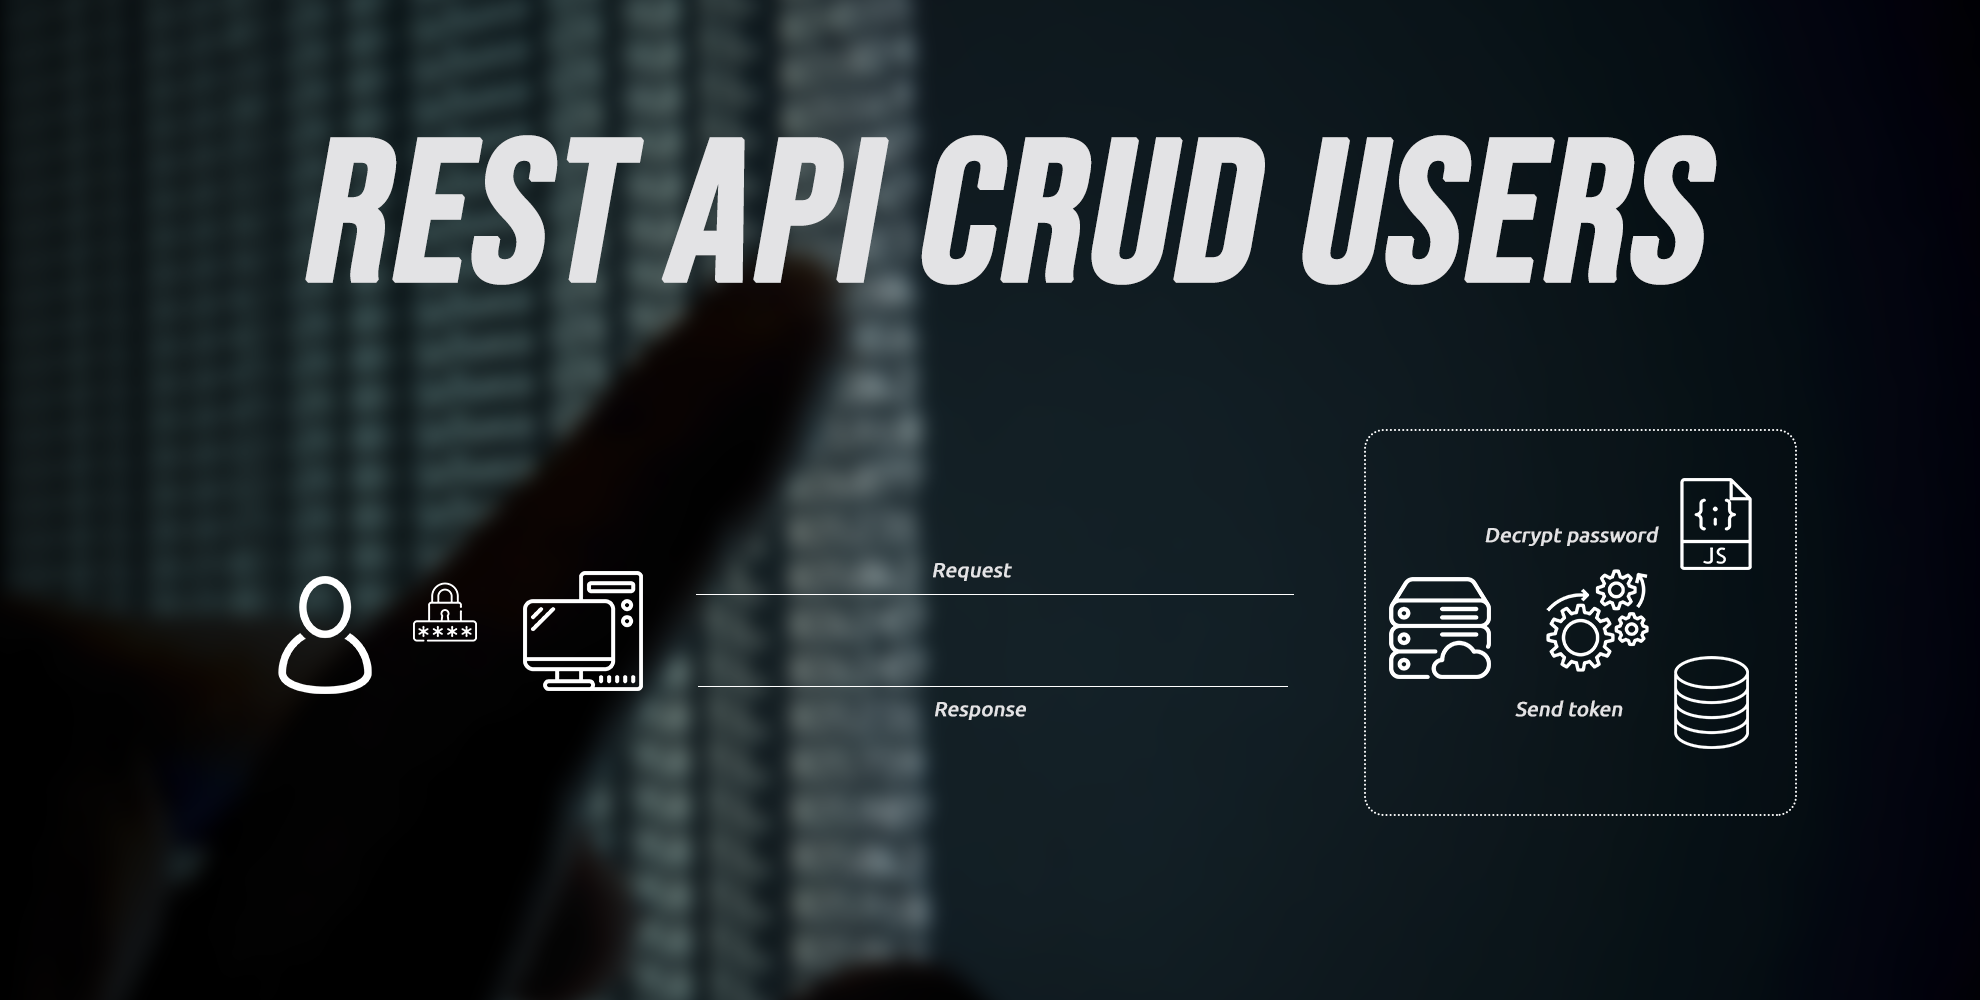 REST API CRUD USERS
{;}
JS
Decrypt password
Request
****
Response
Send token